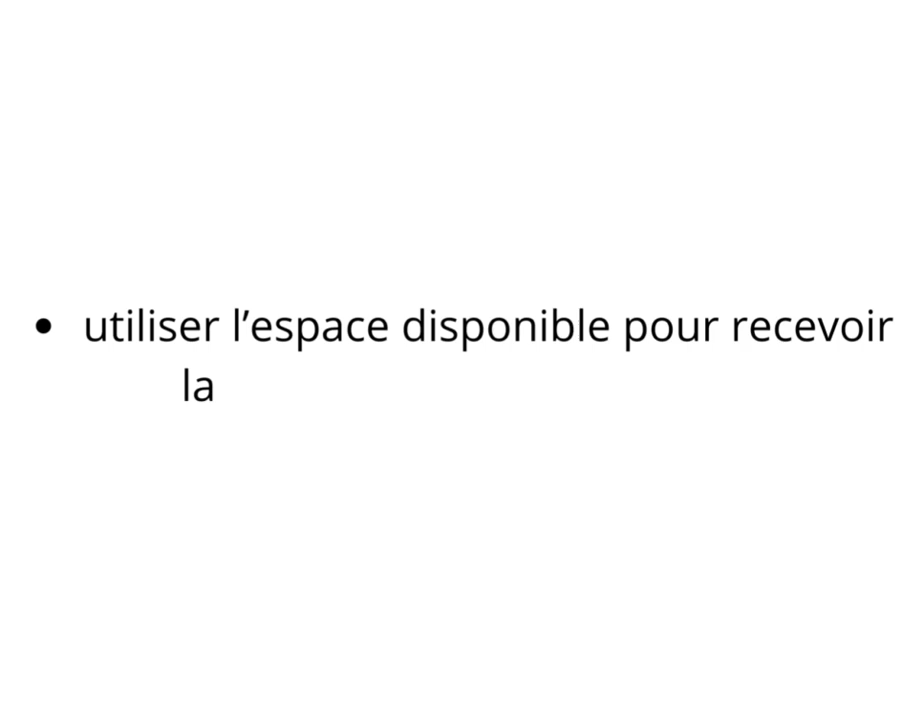 • utiliser l’espace disponible pour recevoir
la